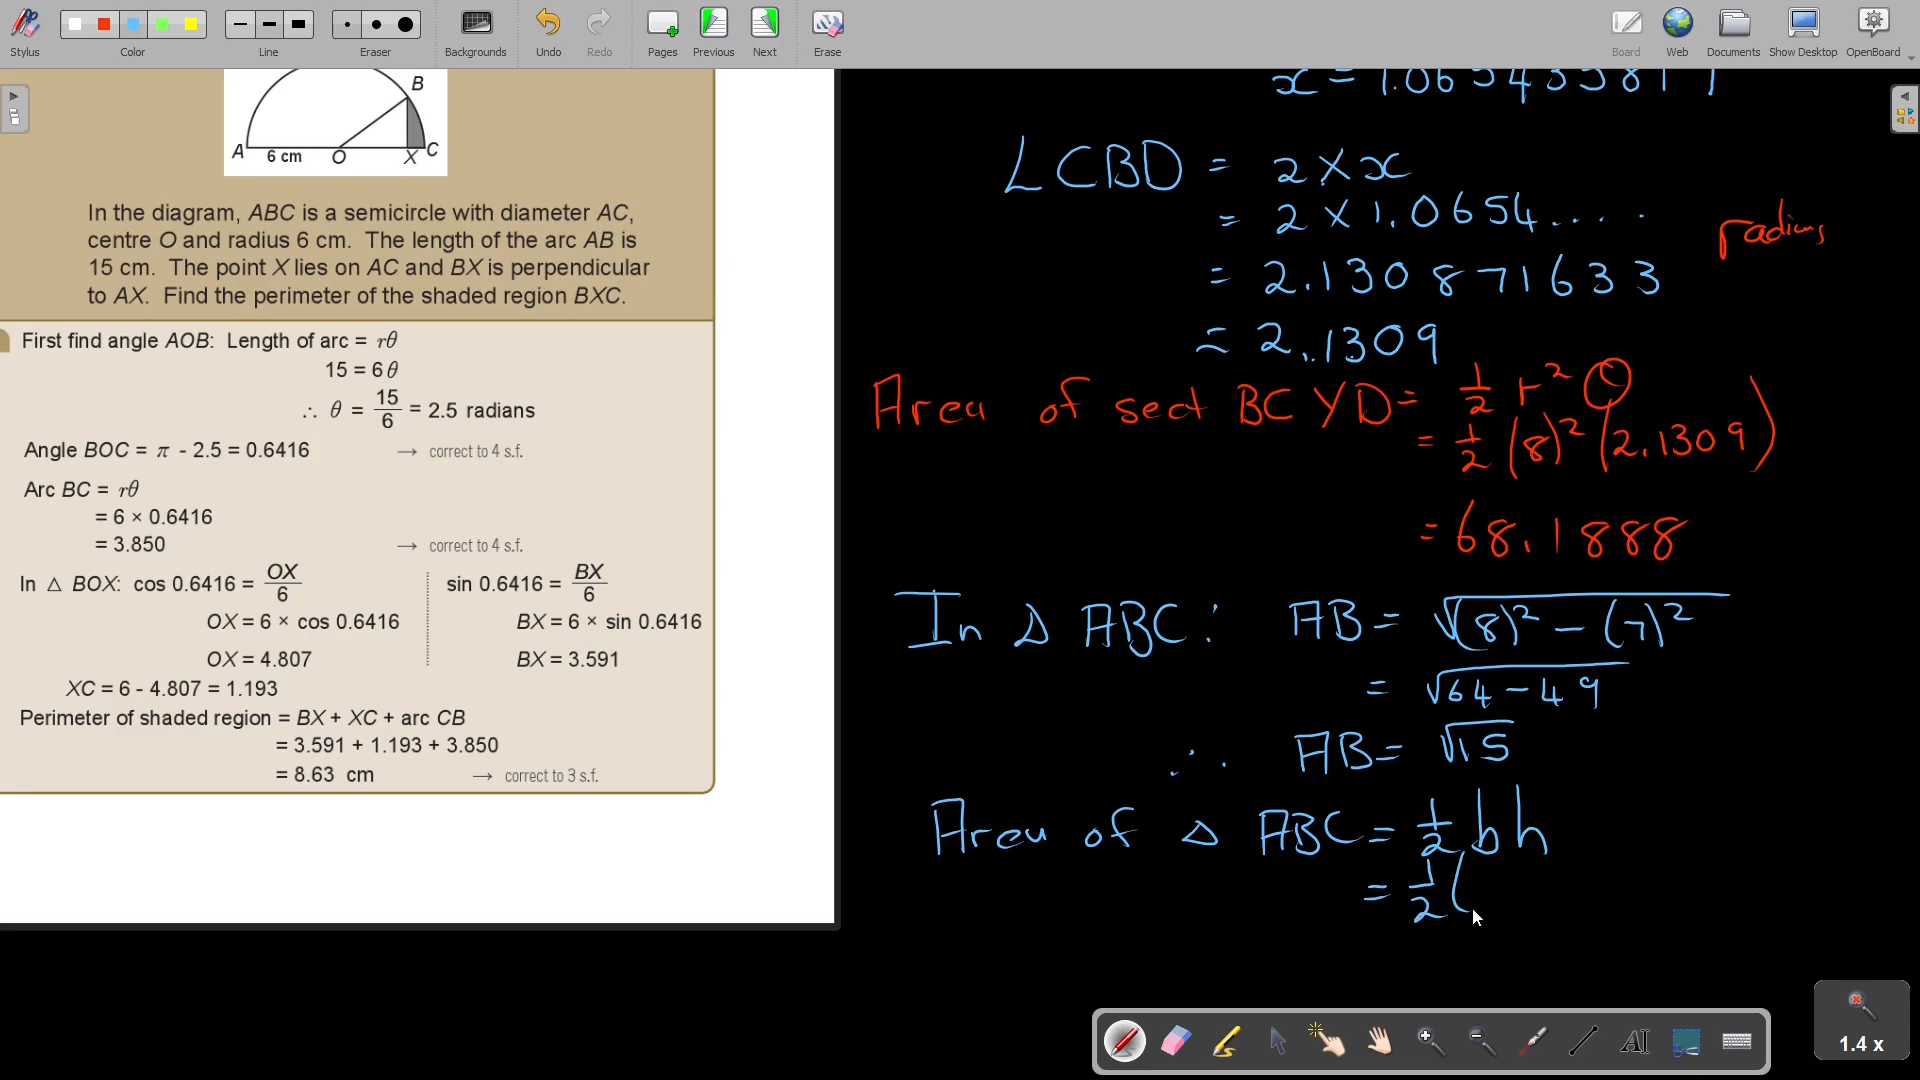 Stylus
Color
Line
Eraser
Backgrounds
Undo
Redo
Pages
Previous
Next
Erase
Board
Web
Documents
Show Desktop
OpenBoard
B
A
6 cm
O
X
C
In the diagram, ABC is a semicircle with diameter AC,
centre O and radius 6 cm. The length of the arc AB is
15 cm. The point X lies on AC and BX is perpendicular
to AX. Find the perimeter of the shaded region BXC.
First find angle AOB: Length of arc = rθ
15 = 6θ
∴ θ = 15/6 = 2.5 radians
Angle BOC = π - 2.5 = 0.6416 → correct to 4 s.f.
Arc BC = rθ
= 6 × 0.6416
= 3.850 → correct to 4 s.f.
In △ BOX: cos 0.6416 = OX/6
OX = 6 × cos 0.6416
OX = 4.807
sin 0.6416 = BX/6
BX = 6 × sin 0.6416
BX = 3.591
XC = 6 - 4.807 = 1.193
Perimeter of shaded region = BX + XC + arc CB
= 3.591 + 1.193 + 3.850
= 8.63 cm → correct to 3 s.f.
∠CBD = 2 × x
= 2 × 1.0654....
= 2.130871633
= 2.1309
Area of sect BCYD = 1/2 r² θ
= 1/2 (8)² (2.1309)
= 68.1888
In △ ABC: AB = √(8)² - (7)²
= √64-49
∴ AB = √15
Area of △ ABC = 1/2 bh
= 1/2 (
1.4 x